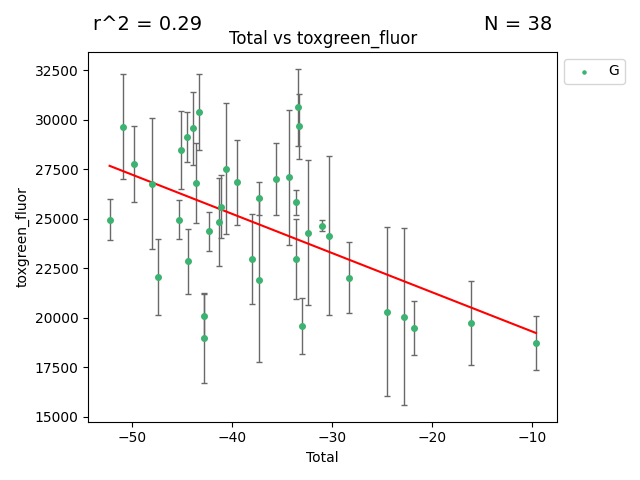 r^2 = 0.29
N = 38
Total vs toxgreen_fluor
G
32500
30000
27500
25000
22500
20000
17500
15000
toxgreen_fluor
−50
−40
−30
−20
−10
Total